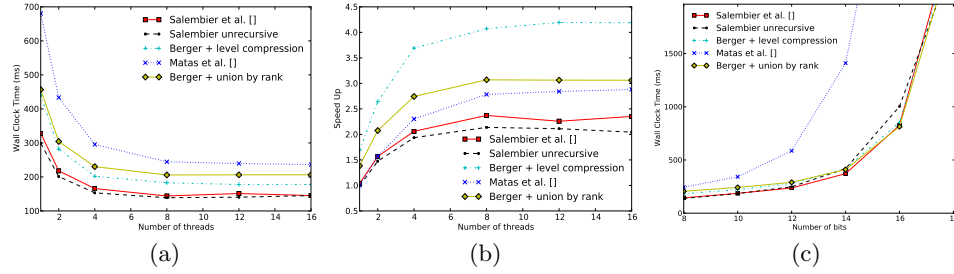 700
600
500
400
300
200
100
2
4
6
8
10
12
14
16
Wall Clock Time (ms)
Number of threads
Salembier et al. []
Salembier unrecursive
Berger + level compression
Matas et al. []
Berger + union by rank
(a)
4.5
4.0
3.5
3.0
2.5
2.0
1.5
1.0
0.5
2
4
6
8
10
12
14
16
Speed Up
Number of threads
Salembier et al. []
Salembier unrecursive
Berger + level compression
Matas et al. []
Berger + union by rank
(b)
1500
1000
500
0
8
10
12
14
16
Wall Clock Time (ms)
Number of bits
Salembier et al. []
Salembier unrecursive
Berger + level compression
Matas et al. []
Berger + union by rank
(c)